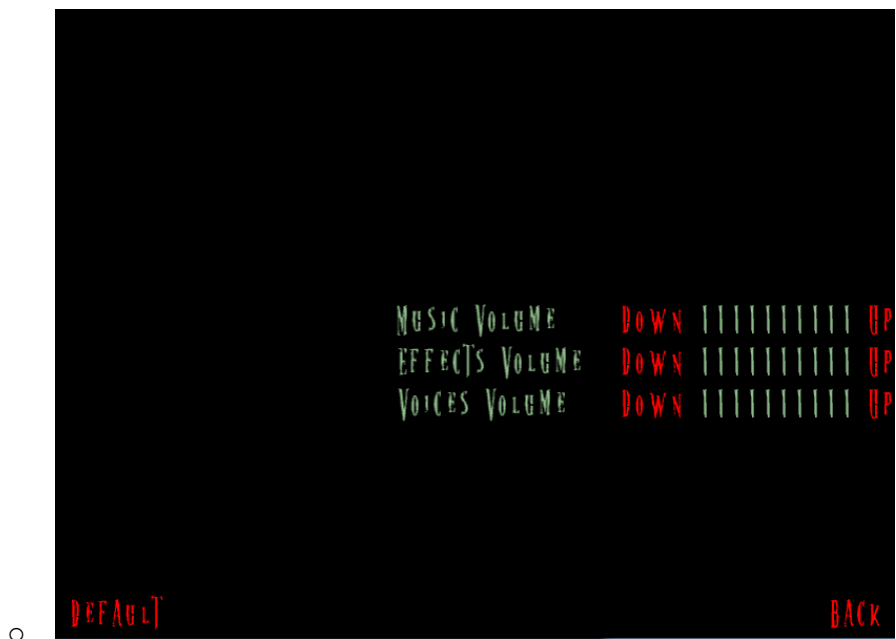 Music Volume Down IIIIIIIIII Up
Effects Volume Down IIIIIIIIII Up
Voices Volume Down IIIIIIIIII Up
Default Back